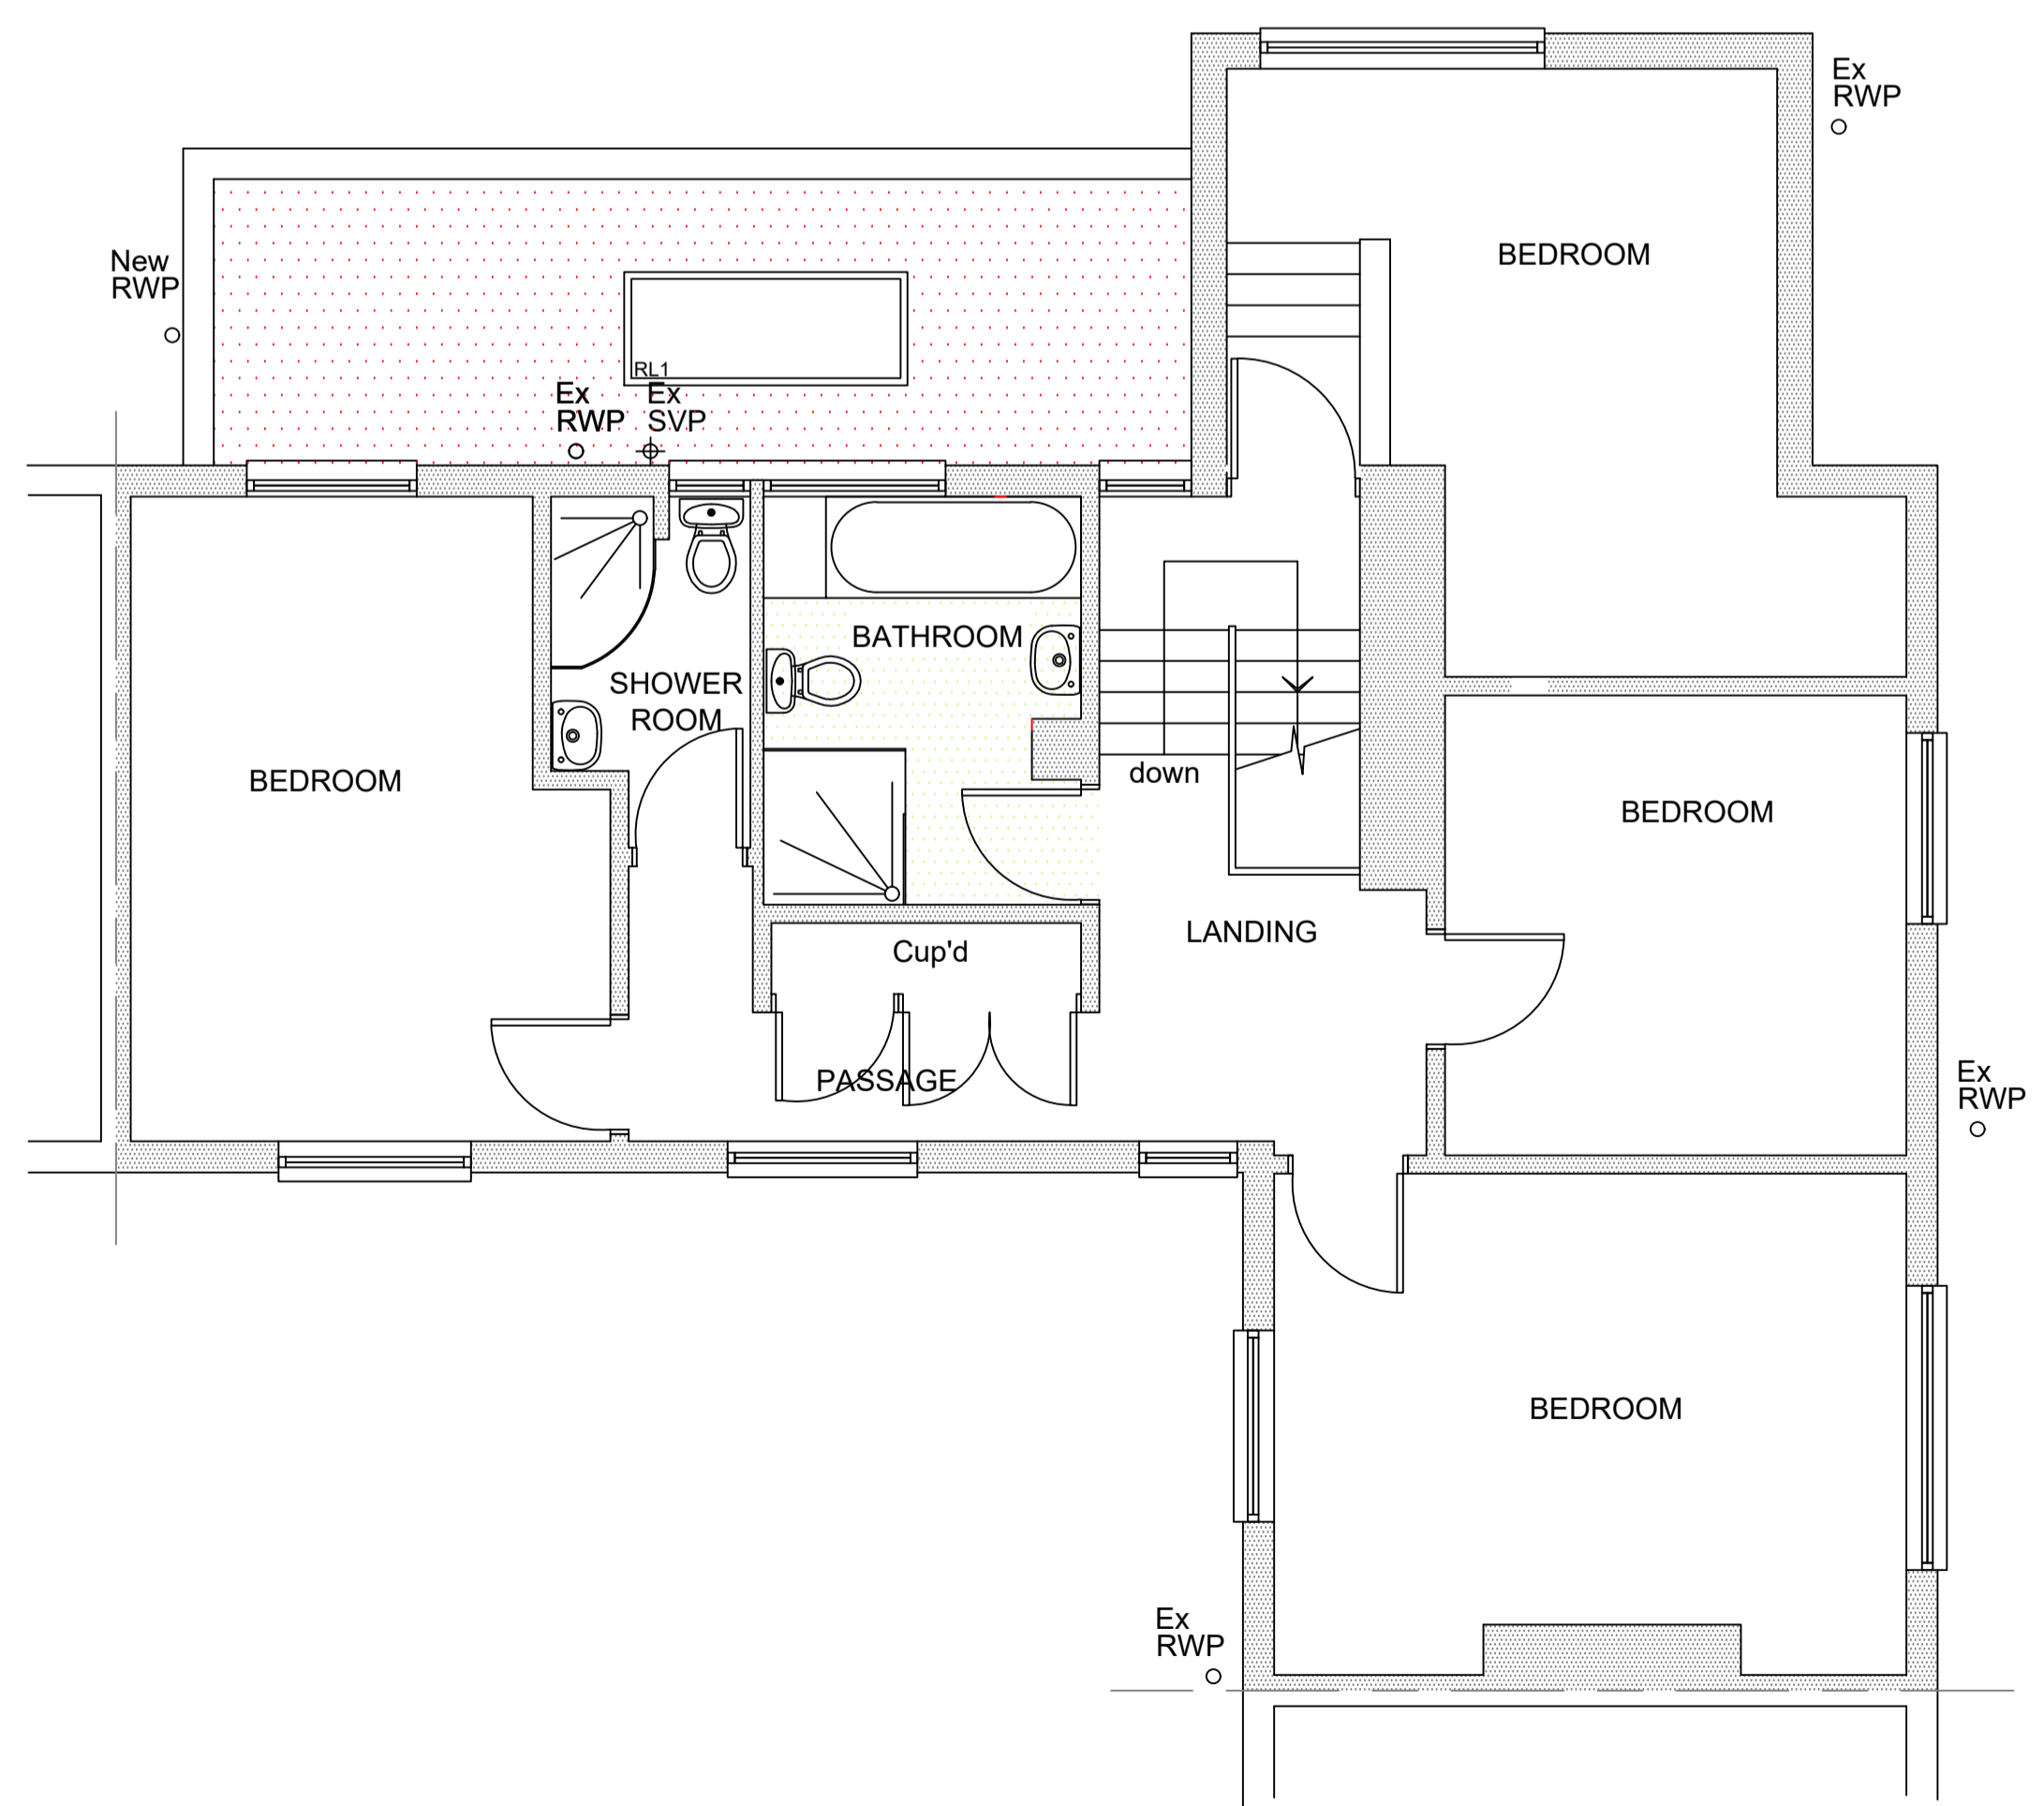 Ex
RWP
BEDROOM
New
RWP
RL1
Ex
RWP
Ex
SVP
BATHROOM
SHOWER
ROOM
BEDROOM
down
BEDROOM
LANDING
Cup'd
PASSAGE
Ex
RWP
BEDROOM
Ex
RWP